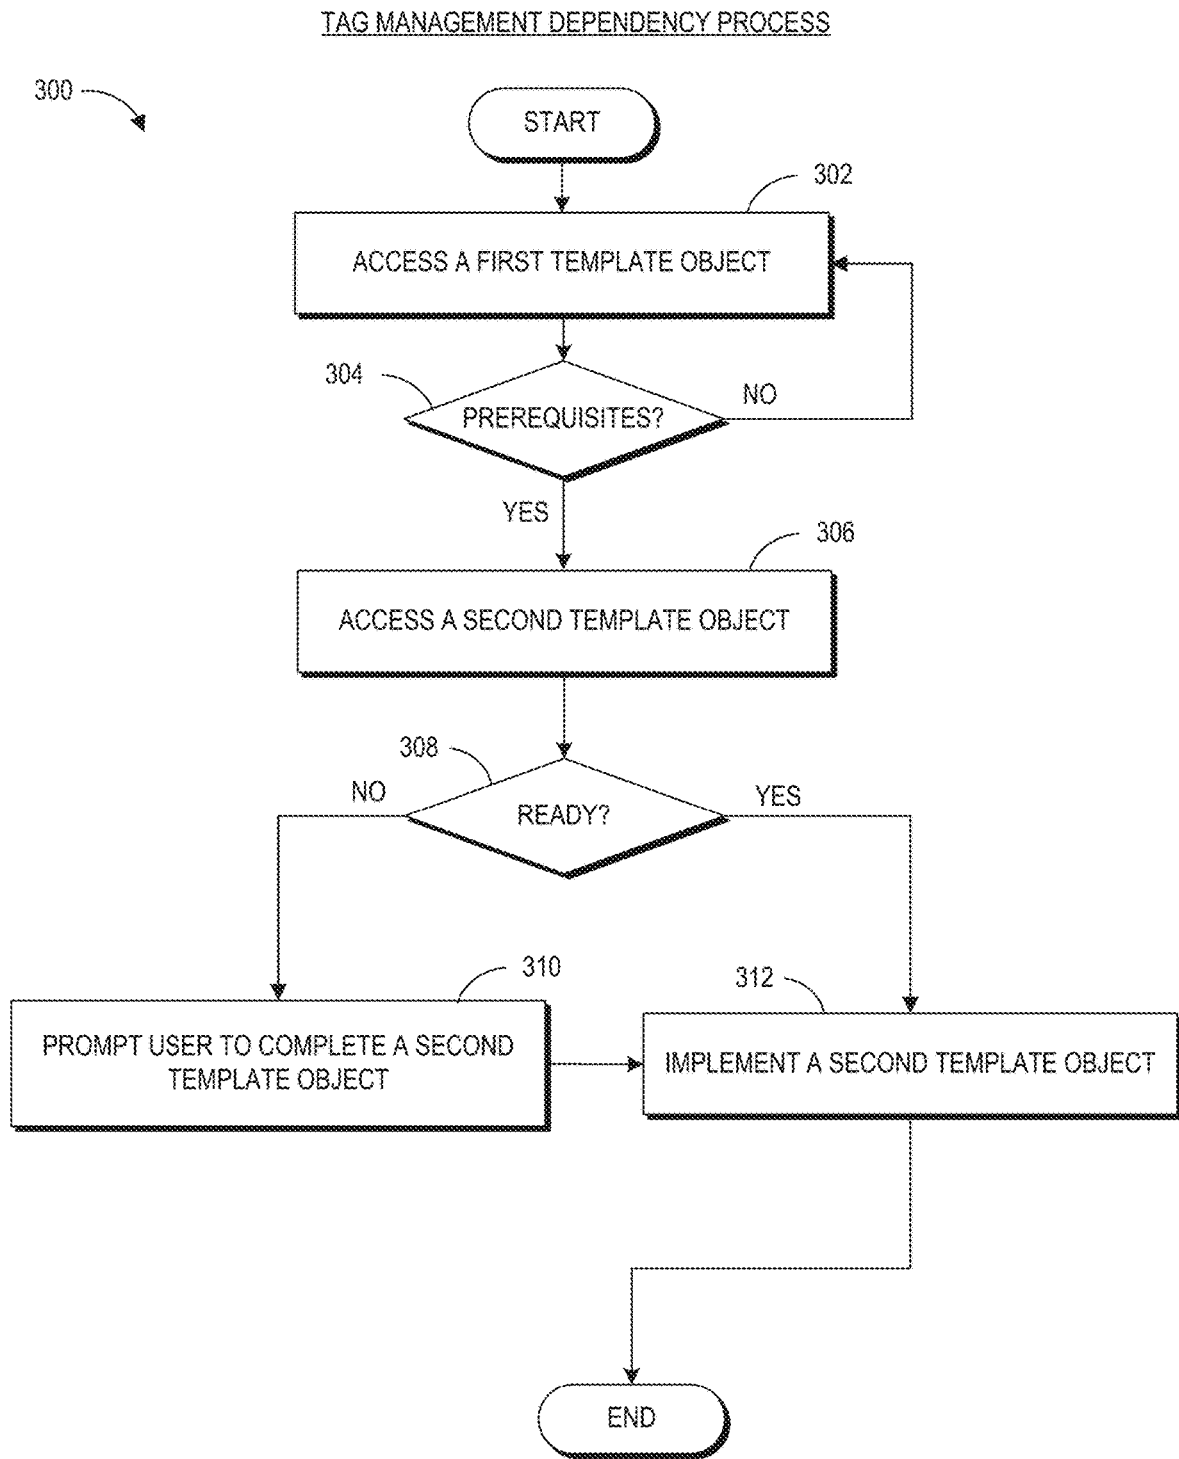 TAG MANAGEMENT DEPENDENCY PROCESS
300
START
302
ACCESS A FIRST TEMPLATE OBJECT
304
PREREQUISITES?
NO
YES
306
ACCESS A SECOND TEMPLATE OBJECT
308
NO
READY?
YES
310
PROMPT USER TO COMPLETE A SECOND
TEMPLATE OBJECT
312
IMPLEMENT A SECOND TEMPLATE OBJECT
END